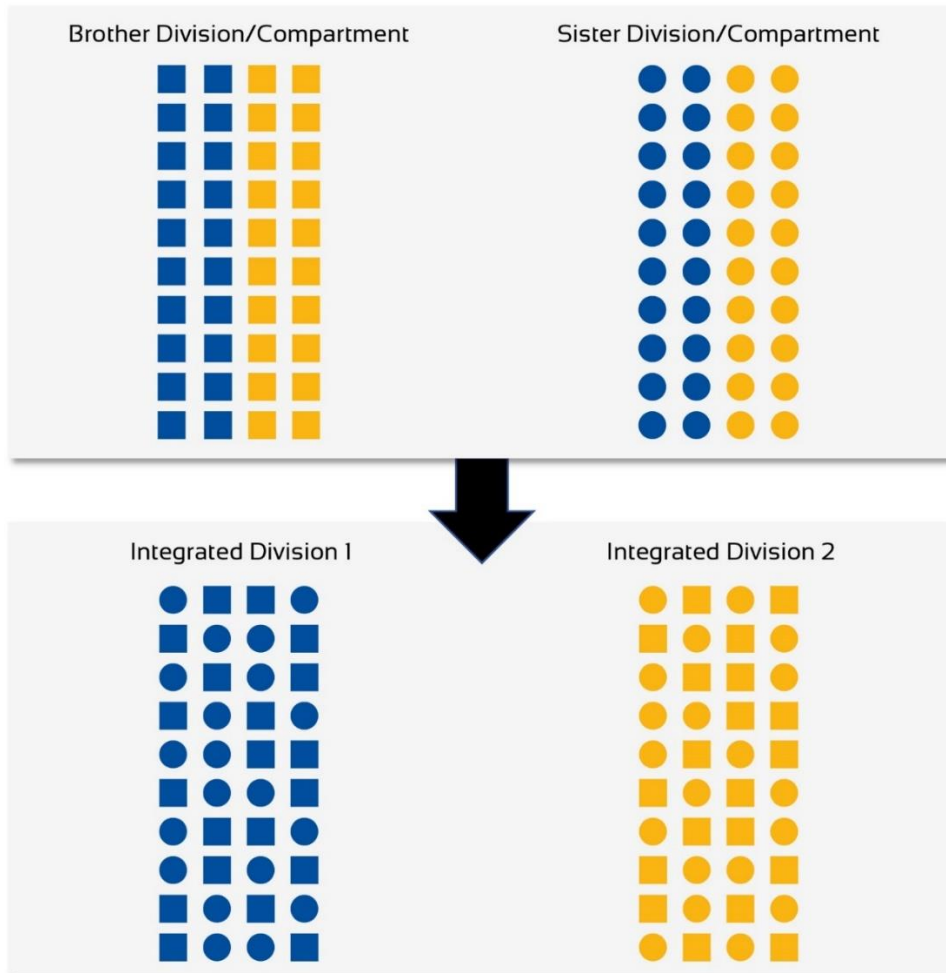 Brother Division/Compartment
Sister Division/Compartment
Integrated Division 1
Integrated Division 2